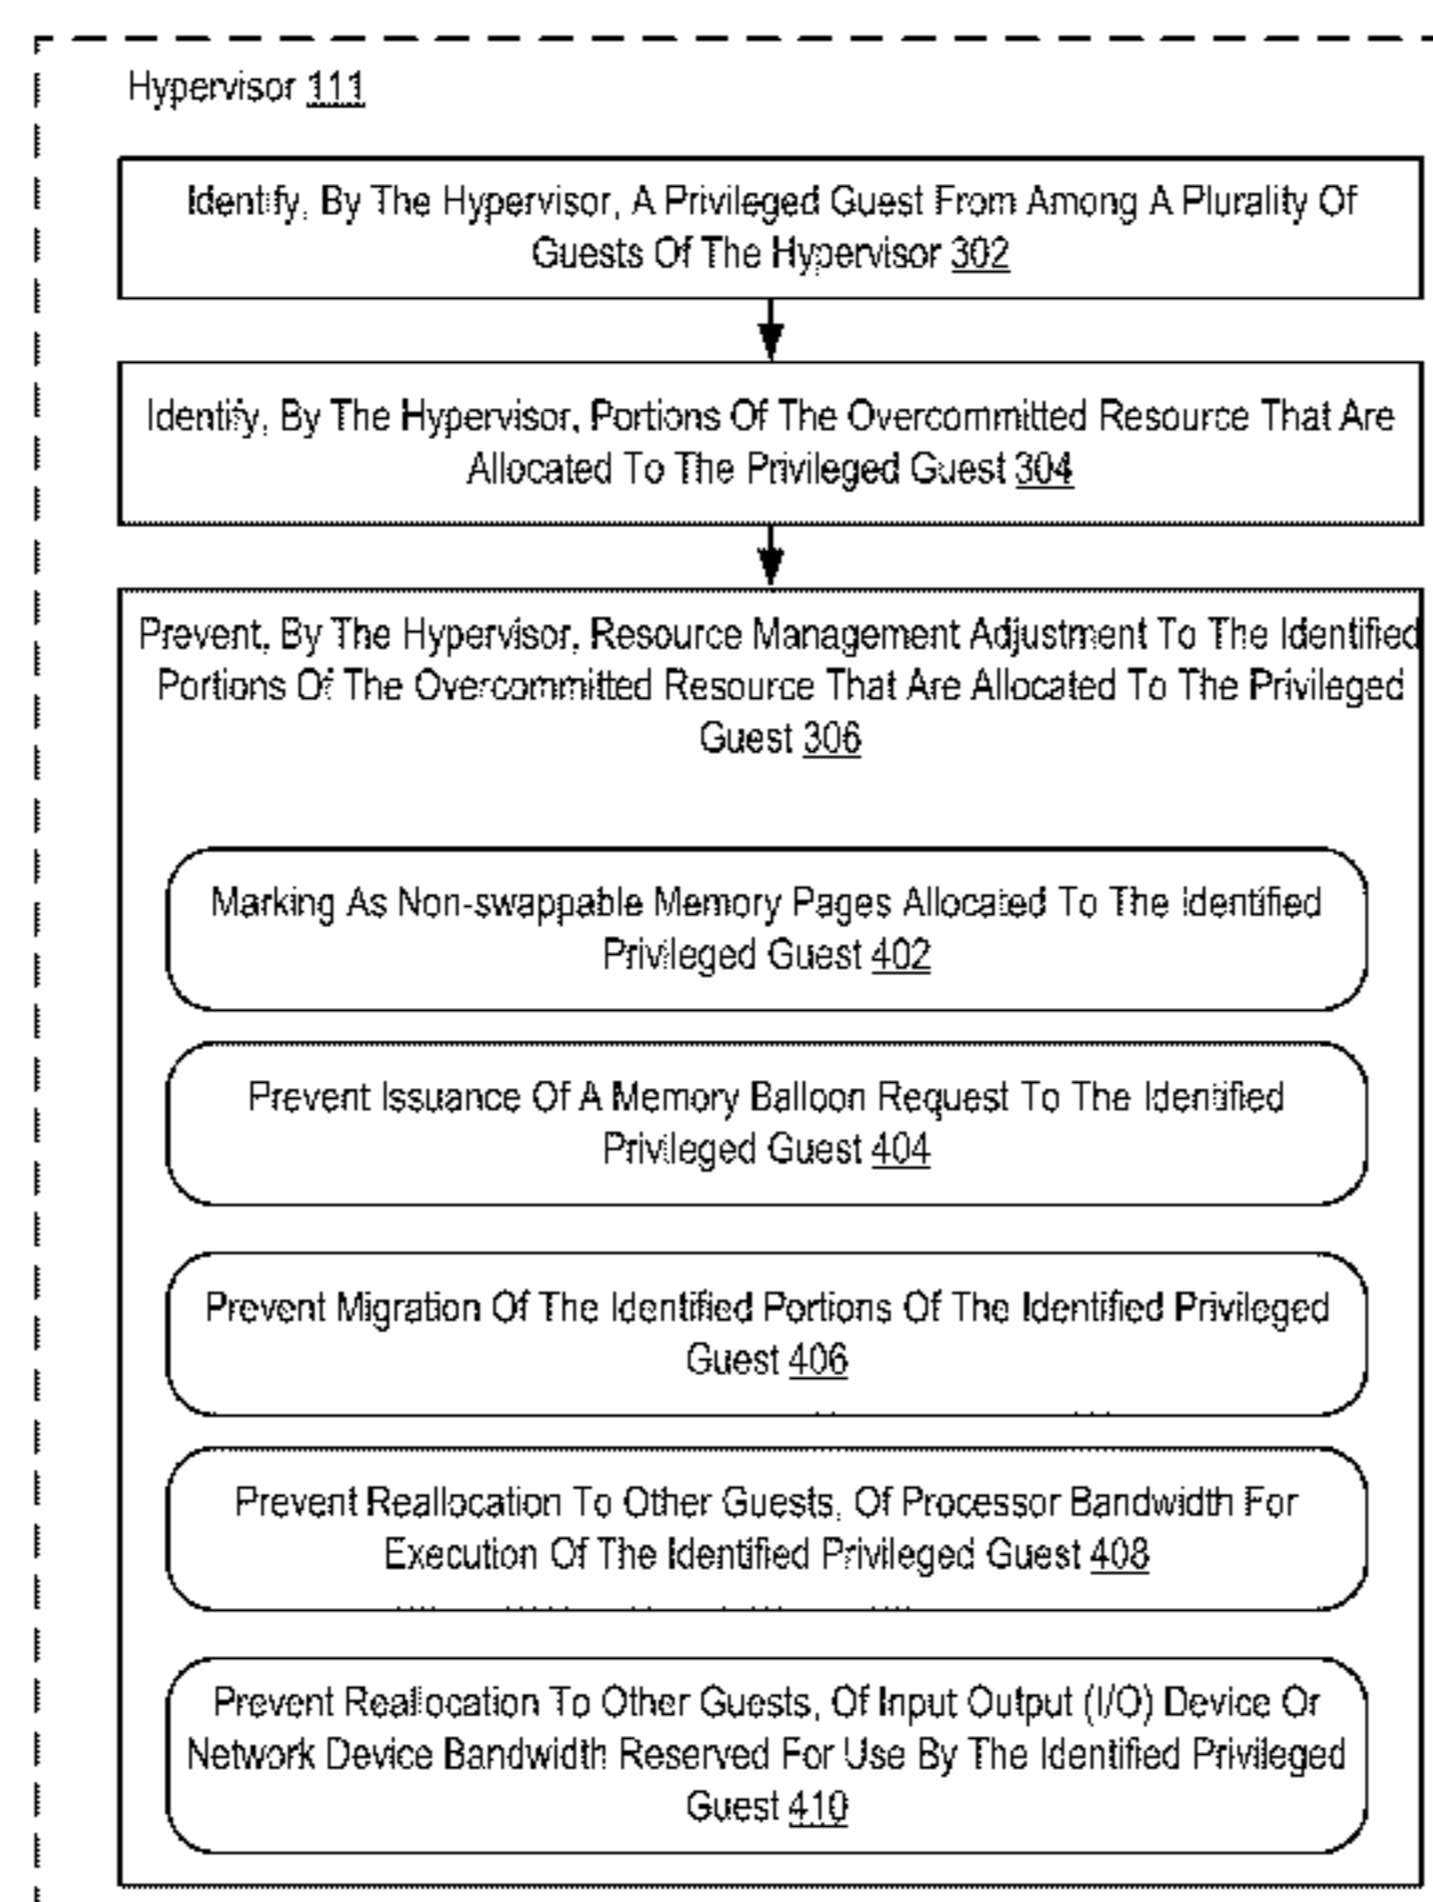 Hypervisor 111
Identify, By The Hypervisor, A Privileged Guest From Among A Plurality Of
Guests Of The Hypervisor 302
Identify, By The Hypervisor, Portions Of The Overcommitted Resource That Are
Allocated To The Privileged Guest 304
Prevent, By The Hypervisor, Resource Management Adjustment To The Identified
Portions Of The Overcommitted Resource That Are Allocated To The Privileged
Guest 306
Marking As Non-swappable Memory Pages Allocated To The Identified
Privileged Guest 402
Prevent Issuance Of A Memory Balloon Request To The Identified
Privileged Guest 404
Prevent Migration Of The Identified Portions Of The Identified Privileged
Guest 406
Prevent Reallocation To Other Guests, Of Processor Bandwidth For
Execution Of The Identified Privileged Guest 408
Prevent Reallocation To Other Guests, Of Input Output (I/O) Device Or
Network Device Bandwidth Reserved For Use By The Identified Privileged
Guest 410